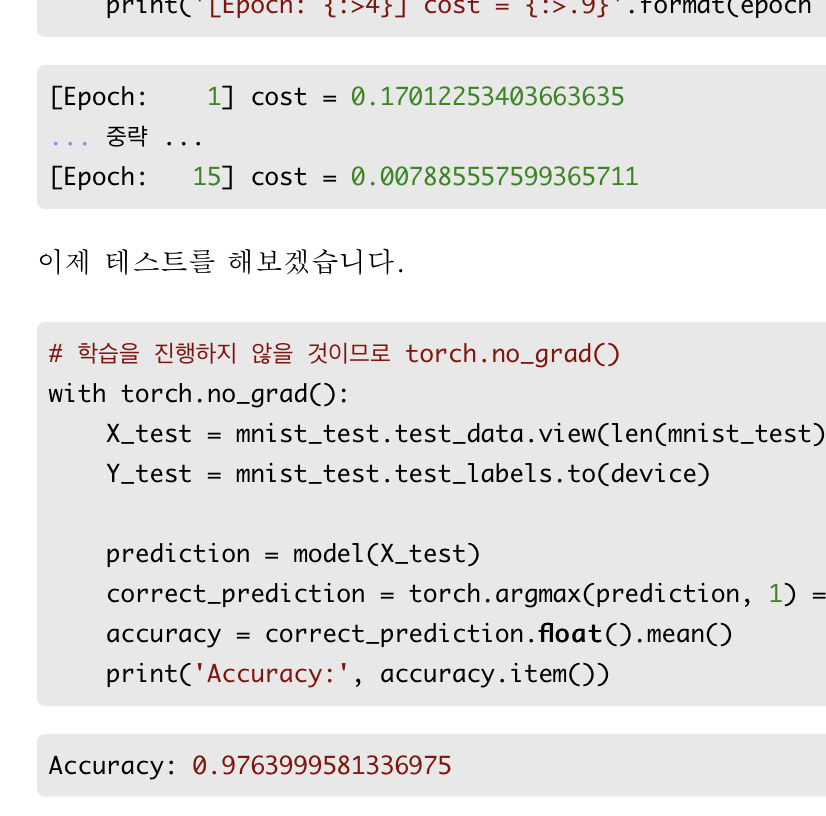 print('[Epoch: {:>4}] cost = {:>.9}'.format(epoch
[Epoch:    1] cost = 0.17012253403663635
... 중략 ...
[Epoch:   15] cost = 0.007885557599365711
이제 테스트를 해보겠습니다.
# 학습을 진행하지 않을 것이므로 torch.no_grad()
with torch.no_grad():
    X_test = mnist_test.test_data.view(len(mnist_test)
    Y_test = mnist_test.test_labels.to(device)
    prediction = model(X_test)
    correct_prediction = torch.argmax(prediction, 1) =
    accuracy = correct_prediction.float().mean()
    print('Accuracy:', accuracy.item())
Accuracy: 0.9763999581336975